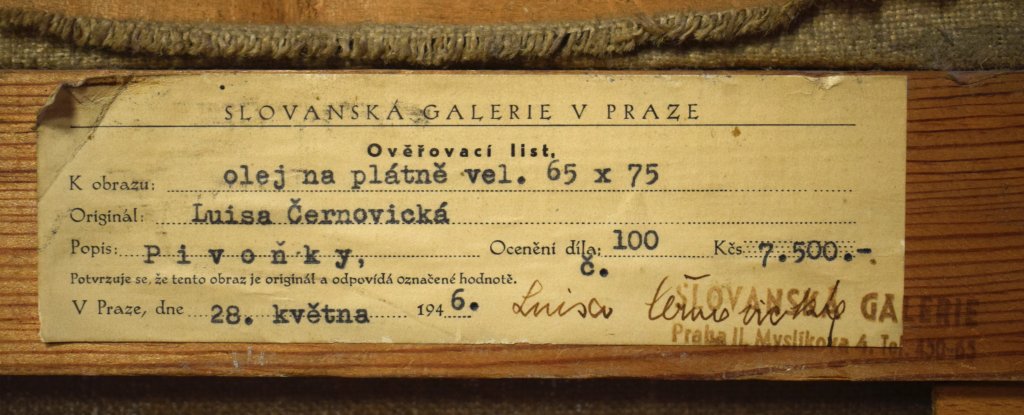 SLOVANSKÁ GALERIE V PRAZE
Ověřovací list.
K obrazu: olej na plátně vel. 65 x 75
Originál: Luisa Černovická
Popis: Pivoňky, Ocenění díla: č. 100 Kčs 7.500.-
Potvrzuje se, že tento obraz je originál a odpovídá označené hodnotě.
V Praze, dne 28. května 1946. Luisa Černovická
SLOVANSKÁ GALERIE
Praha II. Myslíkova 4. Tel.